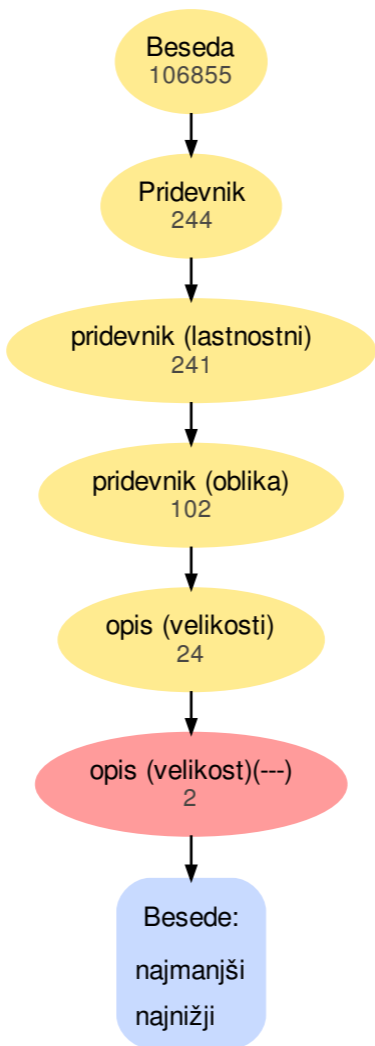 Beseda
106855
Pridevnik
244
pridevnik (lastnostni)
241
pridevnik (oblika)
102
opis (velikosti)
24
opis (velikost)(---)
2
Besede:
najmanjši
najnižji